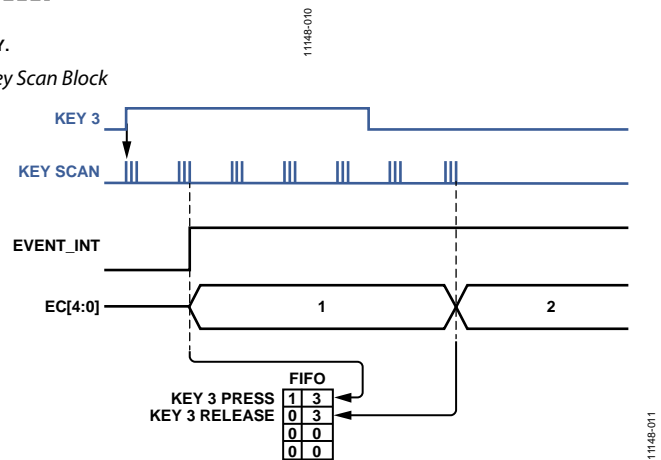 11148-010
Y.
ey Scan Block
KEY 3
KEY SCAN
EVENT_INT
EC[4:0]
1
2
FIFO
KEY 3 PRESS 1 3
KEY 3 RELEASE 0 3
0 0
0 0
11148-011